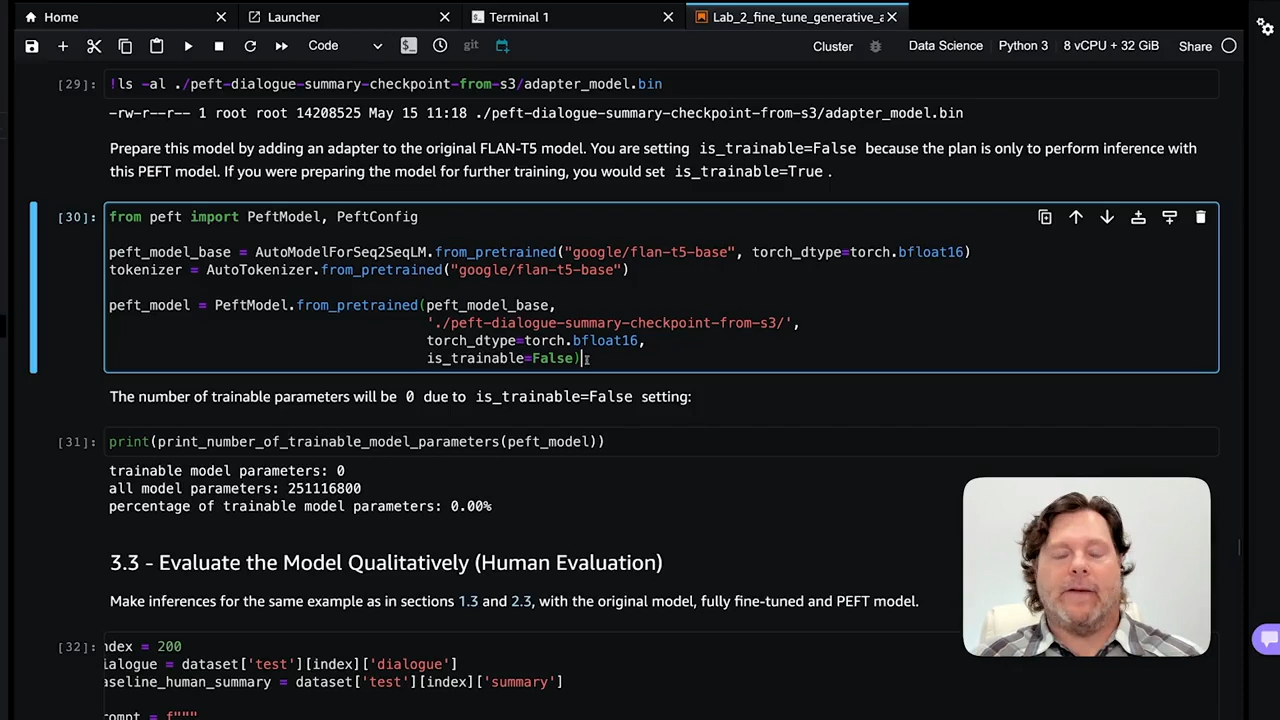 Home
Launcher
Terminal 1
Lab_2_fine_tune_generative_a
Code
git
Cluster
Data Science
Python 3
8 vCPU + 32 GiB
Share
[29]: !ls -al ./peft-dialogue-summary-checkpoint-from-s3/adapter_model.bin
-rw-r--r-- 1 root root 14208525 May 15 11:18 ./peft-dialogue-summary-checkpoint-from-s3/adapter_model.bin
Prepare this model by adding an adapter to the original FLAN-T5 model. You are setting is_trainable=False because the plan is only to perform inference with
this PEFT model. If you were preparing the model for further training, you would set is_trainable=True .
[30]: from peft import PeftModel, PeftConfig
peft_model_base = AutoModelForSeq2SeqLM.from_pretrained("google/flan-t5-base", torch_dtype=torch.bfloat16)
tokenizer = AutoTokenizer.from_pretrained("google/flan-t5-base")
peft_model = PeftModel.from_pretrained(peft_model_base,
'./peft-dialogue-summary-checkpoint-from-s3/',
torch_dtype=torch.bfloat16,
is_trainable=False)
The number of trainable parameters will be 0 due to is_trainable=False setting:
[31]: print(print_number_of_trainable_model_parameters(peft_model))
trainable model parameters: 0
all model parameters: 251116800
percentage of trainable model parameters: 0.00%
3.3 - Evaluate the Model Qualitatively (Human Evaluation)
Make inferences for the same example as in sections 1.3 and 2.3, with the original model, fully fine-tuned and PEFT model.
[32]: ndex = 200
ialogue = dataset['test'][index]['dialogue']
aseline_human_summary = dataset['test'][index]['summary']
rompt = f"""